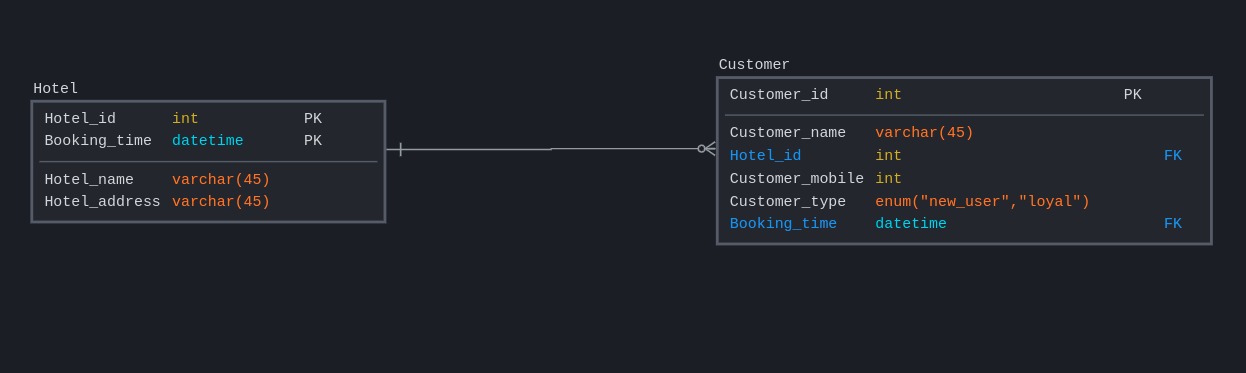 Hotel
Hotel_id int PK
Booking_time datetime PK
Hotel_name varchar(45)
Hotel_address varchar(45)
Customer
Customer_id int PK
Customer_name varchar(45)
Hotel_id int FK
Customer_mobile int
Customer_type enum("new_user","loyal")
Booking_time datetime FK